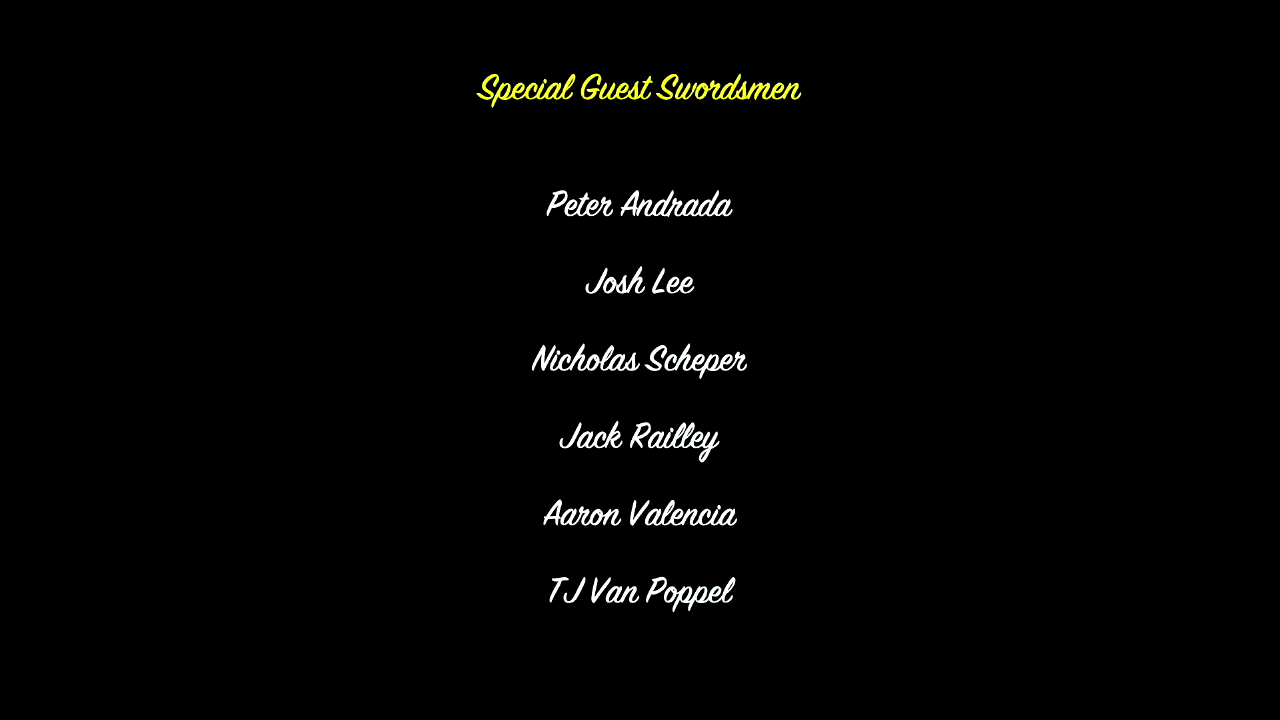 Special Guest Swordsmen
Peter Andrada
Josh Lee
Nicholas Scheper
Jack Railley
Aaron Valencia
TJ Van Poppel